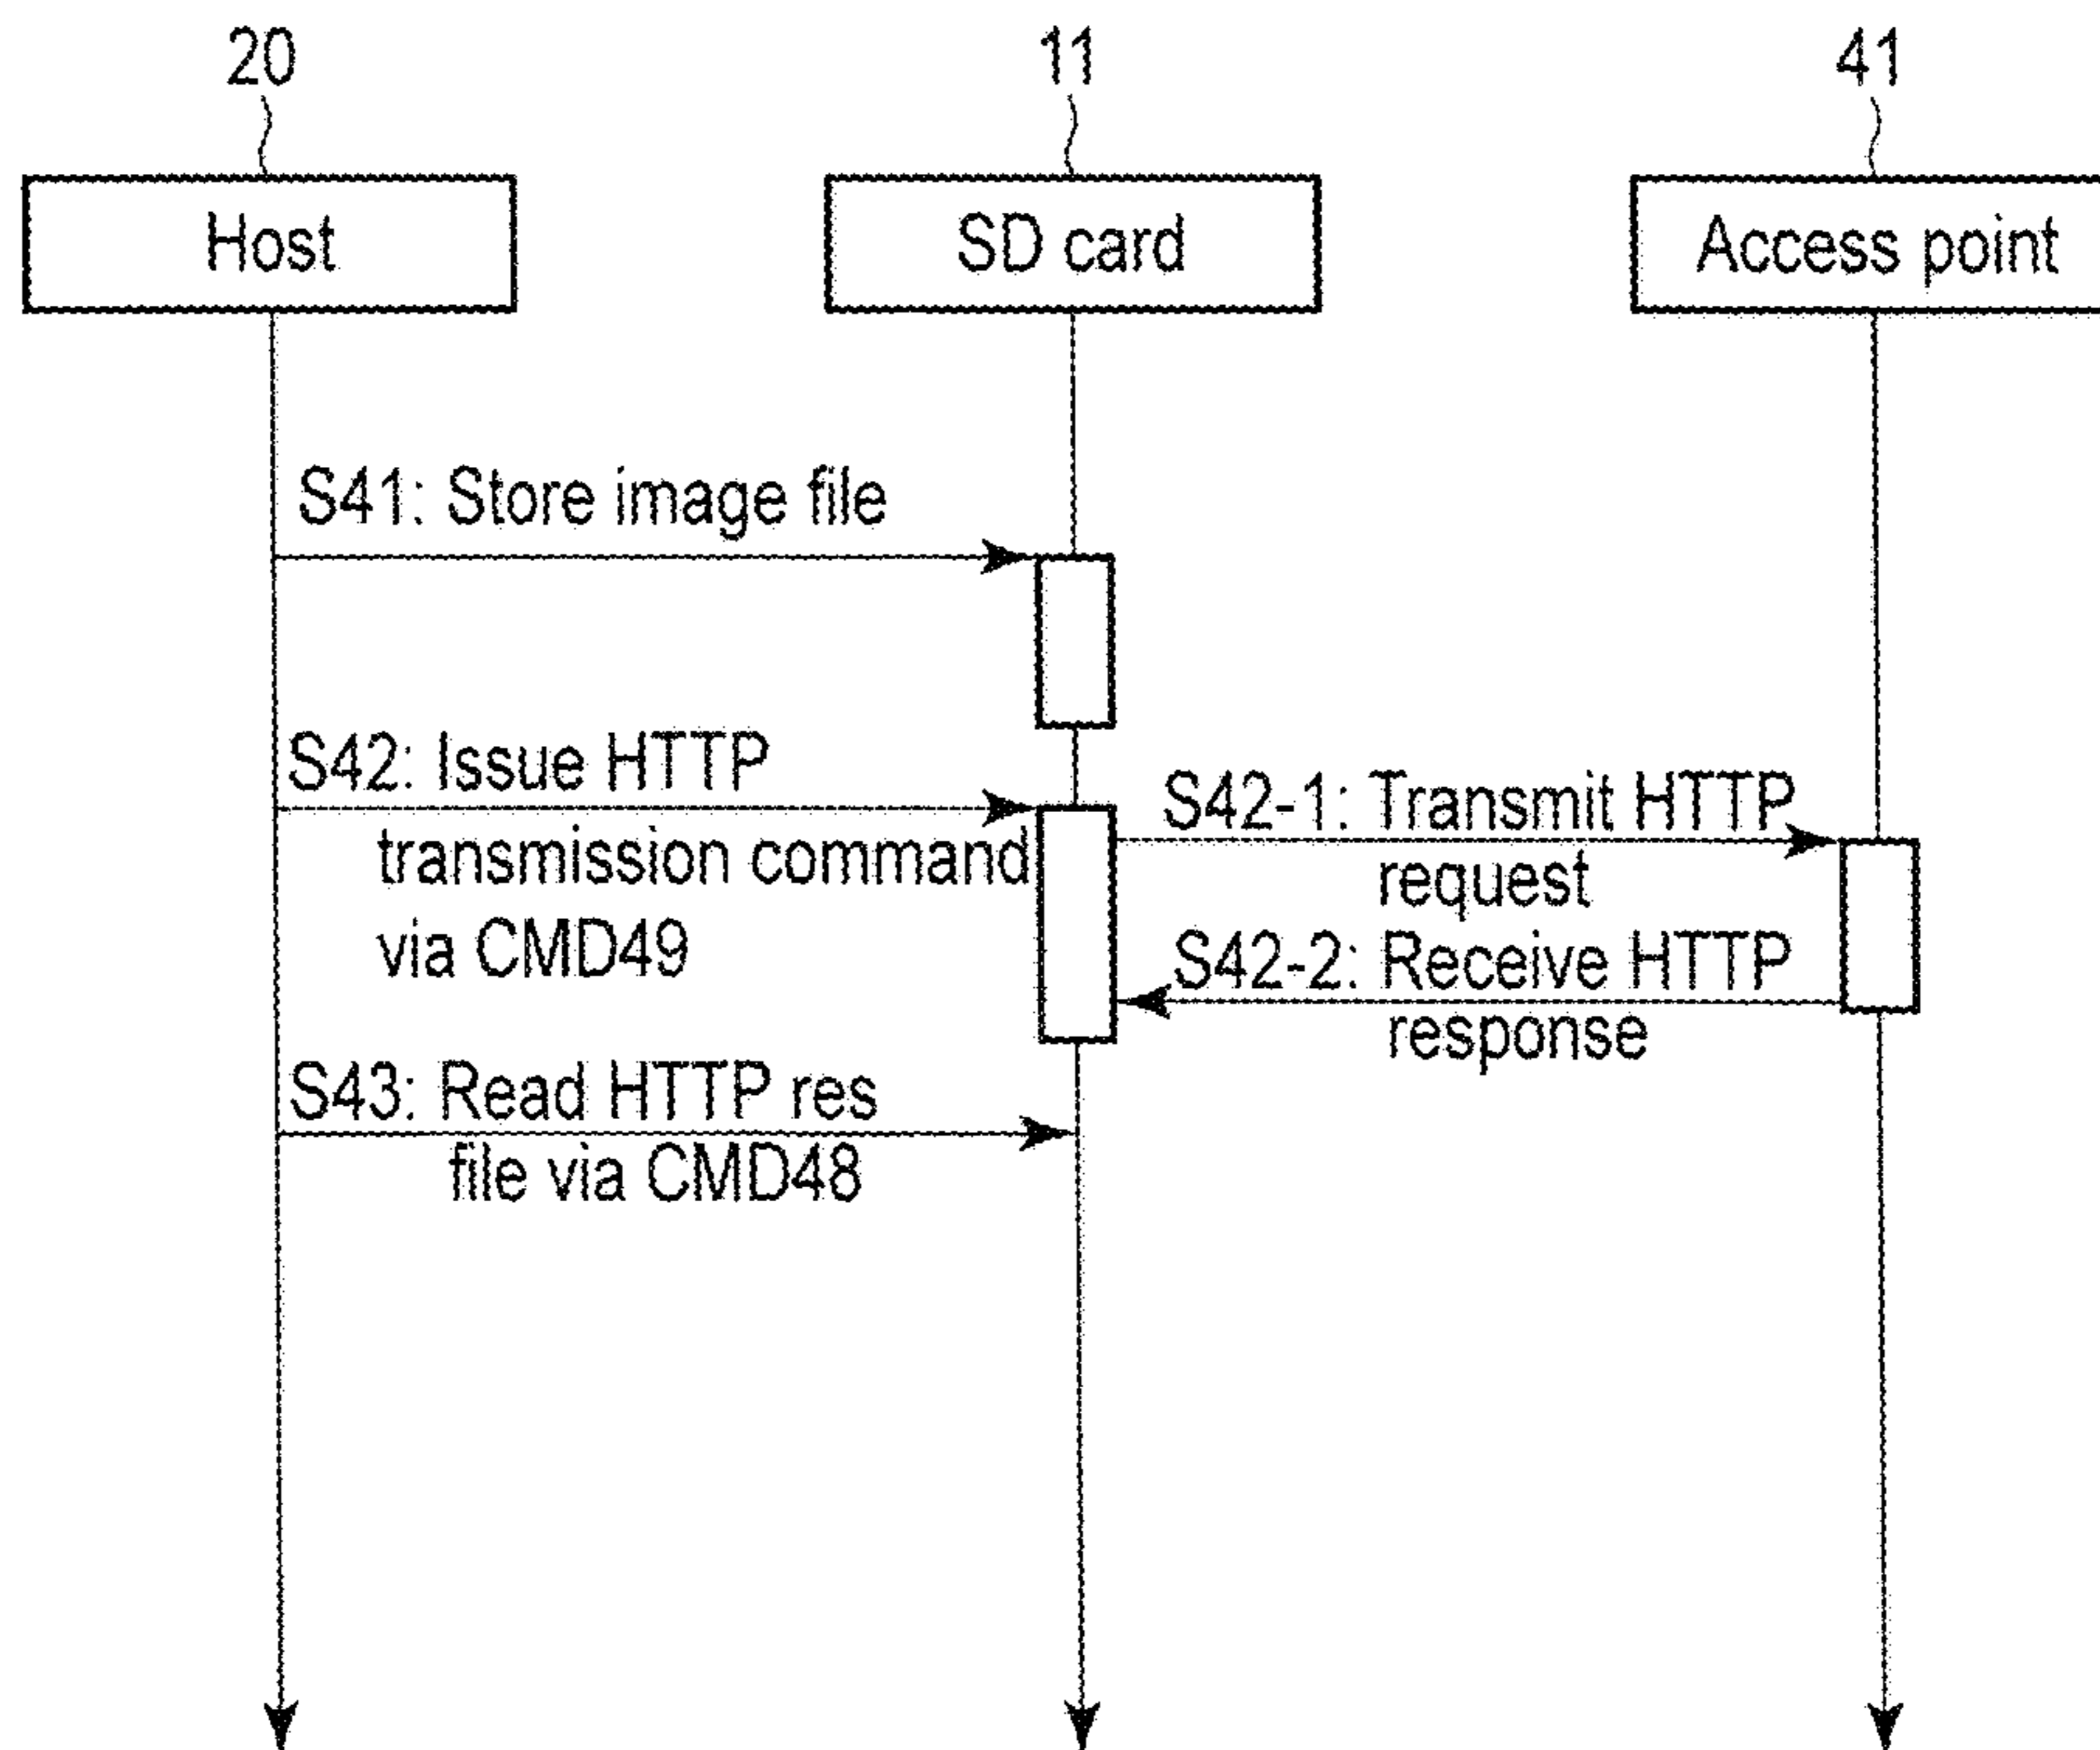 20
11
41
Host
SD card
Access point
S41: Store image file
S42: Issue HTTP
transmission command
via CMD49
S42-1: Transmit HTTP
request
S42-2: Receive HTTP
response
S43: Read HTTP res
file via CMD48